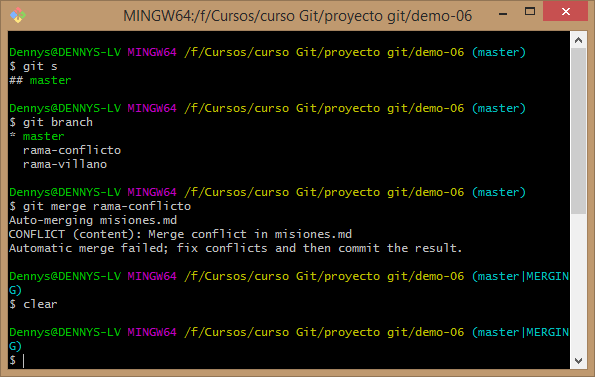 MINGW64:/f/Cursos/curso Git/proyecto git/demo-06
Dennys@DENNYS-LV MINGW64 /f/Cursos/curso Git/proyecto git/demo-06 (master)
$ git s
## master
Dennys@DENNYS-LV MINGW64 /f/Cursos/curso Git/proyecto git/demo-06 (master)
$ git branch
* master
  rama-conflicto
  rama-villano
Dennys@DENNYS-LV MINGW64 /f/Cursos/curso Git/proyecto git/demo-06 (master)
$ git merge rama-conflicto
Auto-merging misiones.md
CONFLICT (content): Merge conflict in misiones.md
Automatic merge failed; fix conflicts and then commit the result.
Dennys@DENNYS-LV MINGW64 /f/Cursos/curso Git/proyecto git/demo-06 (master|MERGIN
G)
$ clear
Dennys@DENNYS-LV MINGW64 /f/Cursos/curso Git/proyecto git/demo-06 (master|MERGIN
G)
$